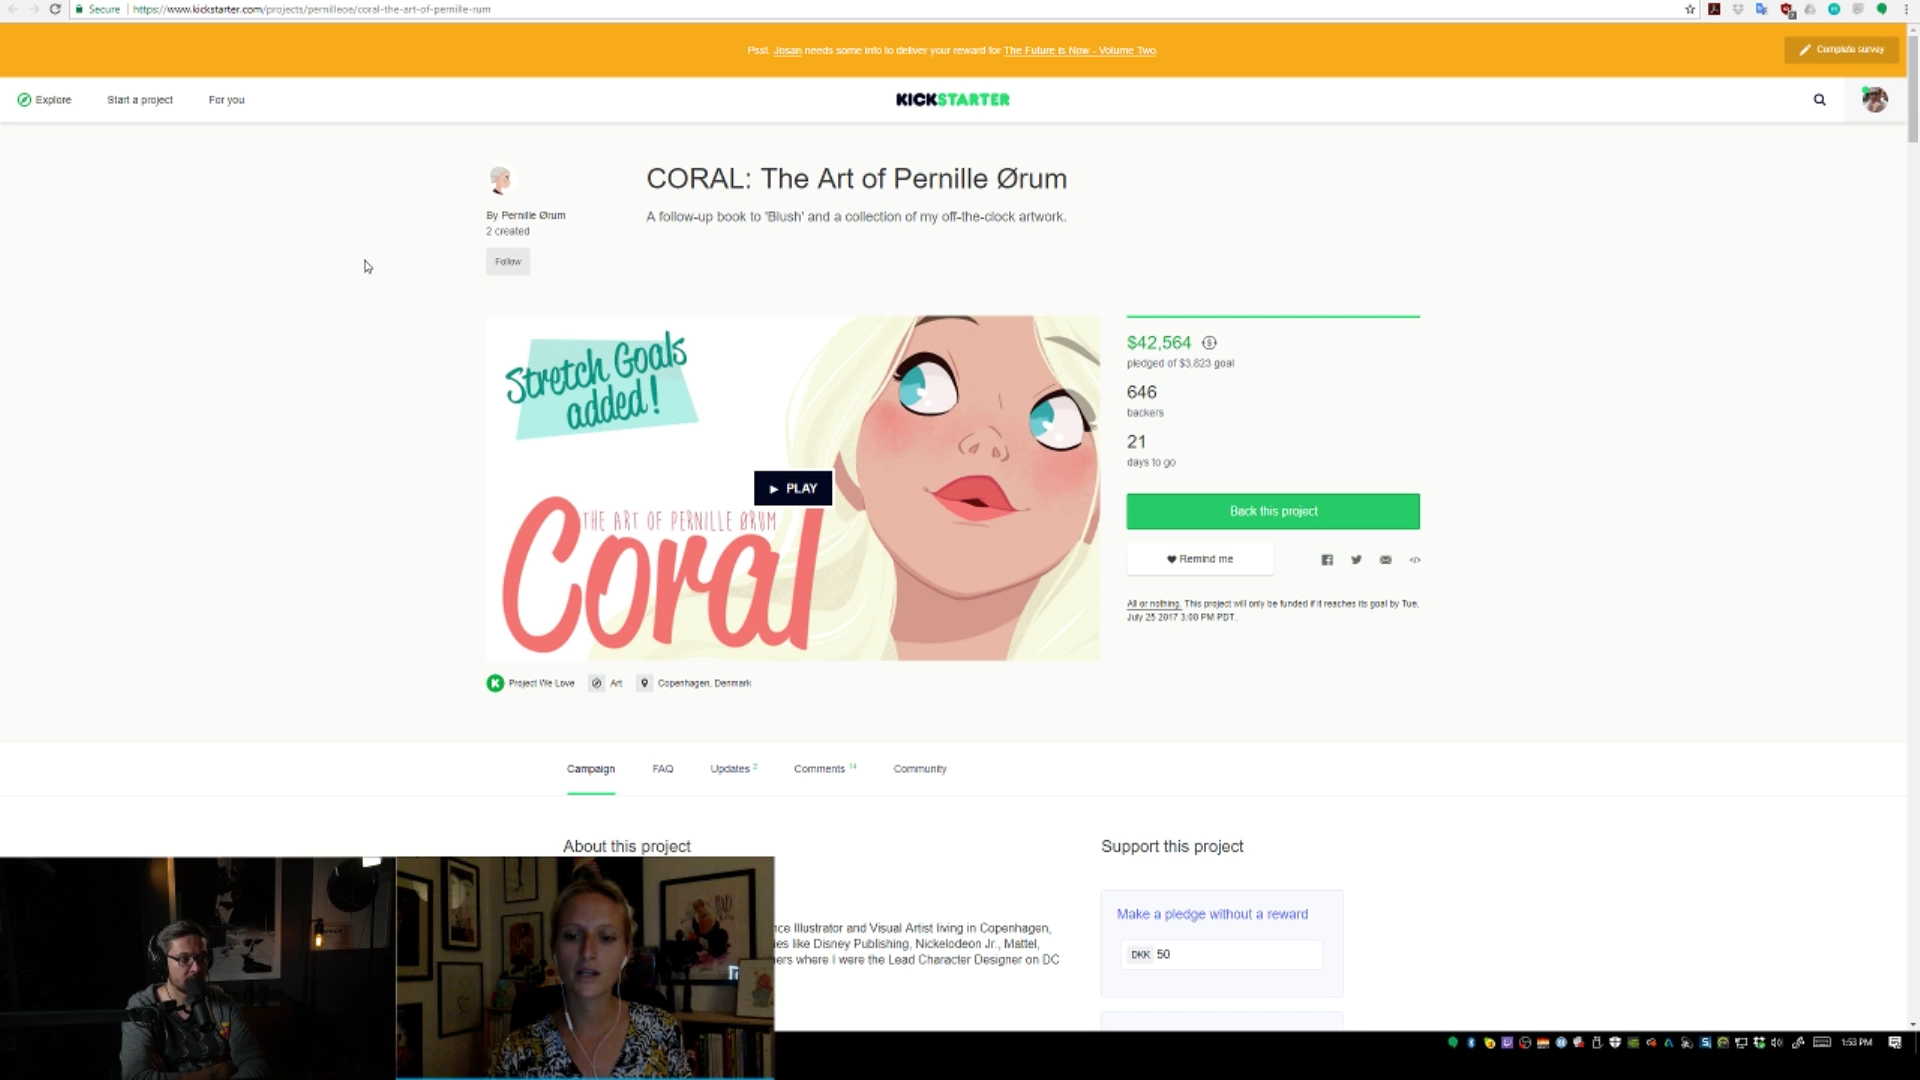 Secure
https://www.kickstarter.com/projects/pernilleoe/coral-the-art-of-pernille-rum
Psst. Josan needs some info to deliver your reward for The Future is Now - Volume Two.
Complete survey
Explore
Start a project
For you
KICKSTARTER
By Pernille Ørum
2 created
Follow
CORAL: The Art of Pernille Ørum
A follow-up book to 'Blush' and a collection of my off-the-clock artwork.
Stretch Goals
added!
PLAY
THE ART OF PERNILLE ØRUM
Coral
$42,564
pledged of $3,823 goal
646
backers
21
days to go
Back this project
Remind me
All or nothing. This project will only be funded if it reaches its goal by Tue,
July 25 2017 3:00 PM PDT.
Project We Love
Art
Copenhagen, Denmark
Campaign
FAQ
Updates 2
Comments 14
Community
About this project
Support this project
nce Illustrator and Visual Artist living in Copenhagen,
ies like Disney Publishing, Nickelodeon Jr., Mattel,
ers where I were the Lead Character Designer on DC
Make a pledge without a reward
DKK 50
1:53 PM